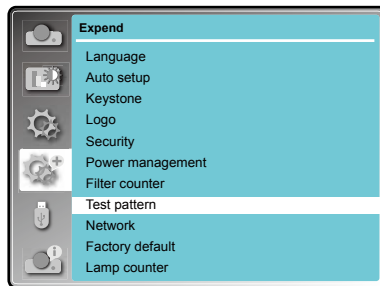 Expend
Language
Auto setup
Keystone
Logo
Security
Power management
Filter counter
Test pattern
Network
Factory default
Lamp counter